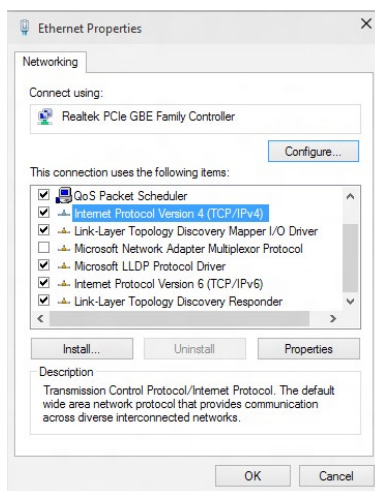 Ethernet Properties
Networking
Connect using:
Realtek PCIe GBE Family Controller
Configure...
This connection uses the following items:
QoS Packet Scheduler
Internet Protocol Version 4 (TCP/IPv4)
Link-Layer Topology Discovery Mapper I/O Driver
Microsoft Network Adapter Multiplexor Protocol
Microsoft LLDP Protocol Driver
Internet Protocol Version 6 (TCP/IPv6)
Link-Layer Topology Discovery Responder
Install... Uninstall Properties
Description
Transmission Control Protocol/Internet Protocol. The default
wide area network protocol that provides communication
across diverse interconnected networks.
OK Cancel